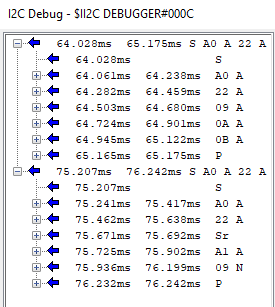 I2C Debug - $II2C DEBUGGER#000C
64.028ms 65.175ms S A0 A 22 A
64.028ms S
64.061ms 64.238ms A0 A
64.282ms 64.459ms 22 A
64.503ms 64.680ms 09 A
64.724ms 64.901ms 0A A
64.945ms 65.122ms 0B A
65.165ms 65.175ms P
75.207ms 76.242ms S A0 A 22 A
75.207ms S
75.241ms 75.417ms A0 A
75.462ms 75.638ms 22 A
75.671ms 75.692ms Sr
75.725ms 75.902ms A1 A
75.936ms 76.199ms 09 N
76.232ms 76.242ms P